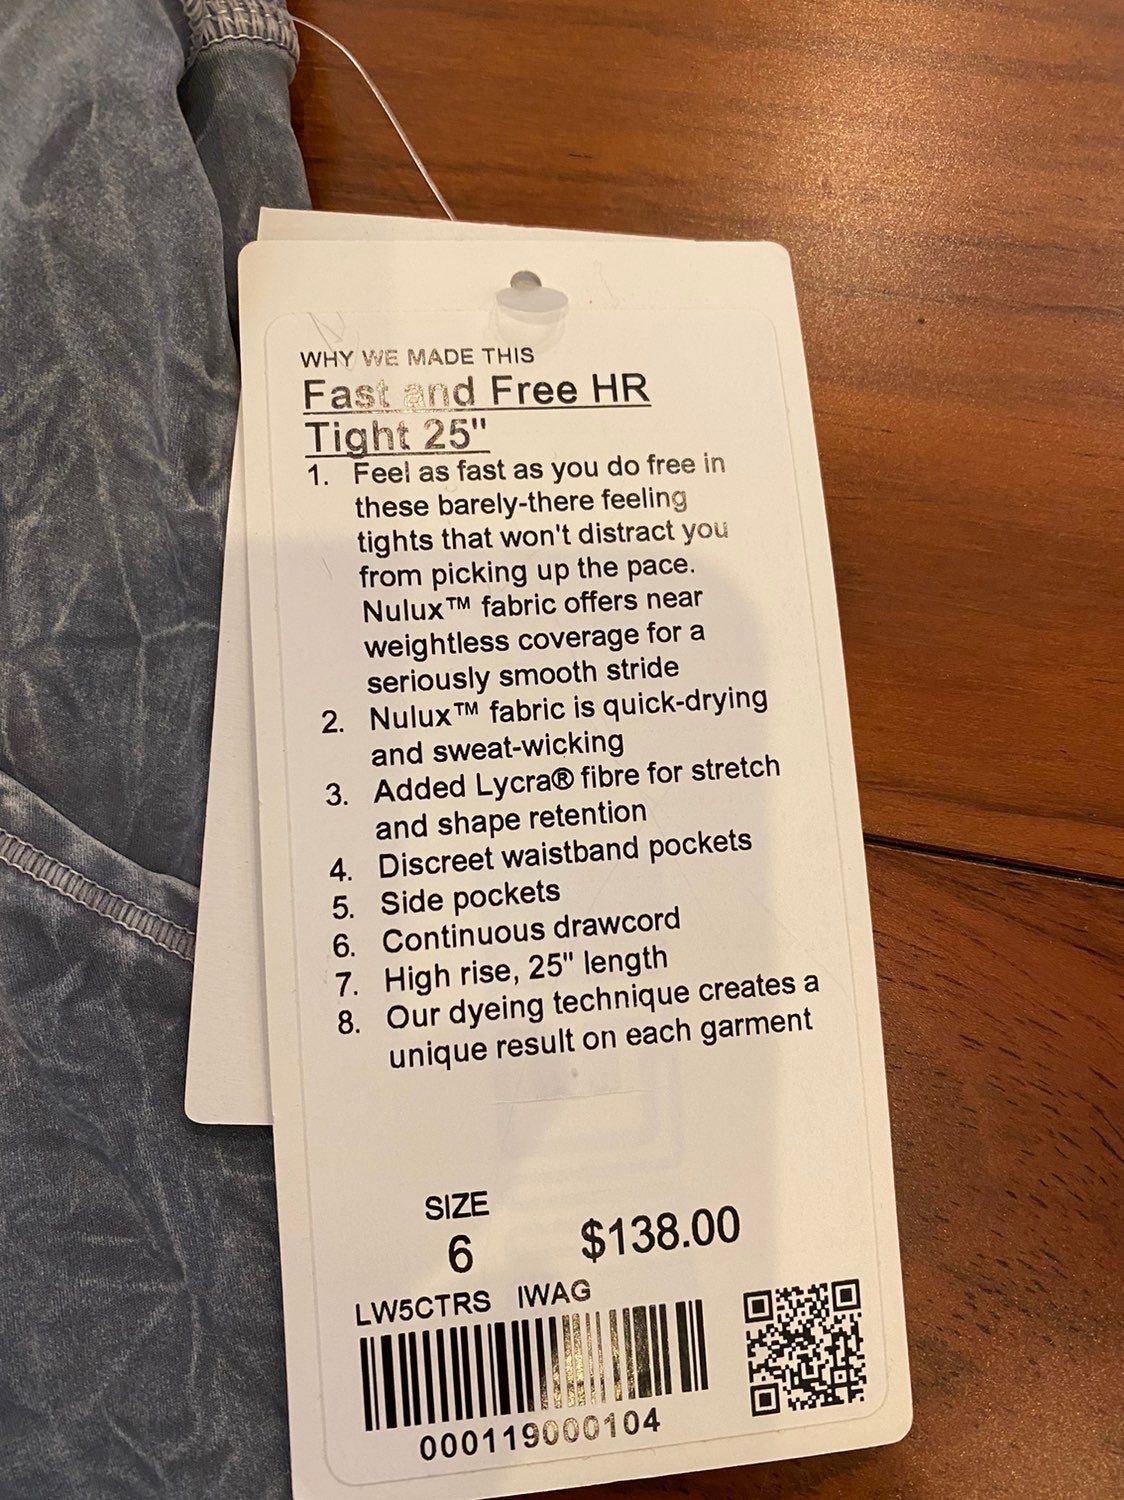 WHY WE MADE THIS
Fast and Free HR
Tight 25"
1. Feel as fast as you do free in
these barely-there feeling
tights that won't distract you
from picking up the pace.
Nulux™ fabric offers near
weightless coverage for a
seriously smooth stride
2. Nulux™ fabric is quick-drying
and sweat-wicking
3. Added Lycra® fibre for stretch
and shape retention
4. Discreet waistband pockets
5. Side pockets
6. Continuous drawcord
7. High rise, 25" length
8. Our dyeing technique creates a
unique result on each garment
SIZE
6 $138.00
LW5CTRS IWAG
000119000104